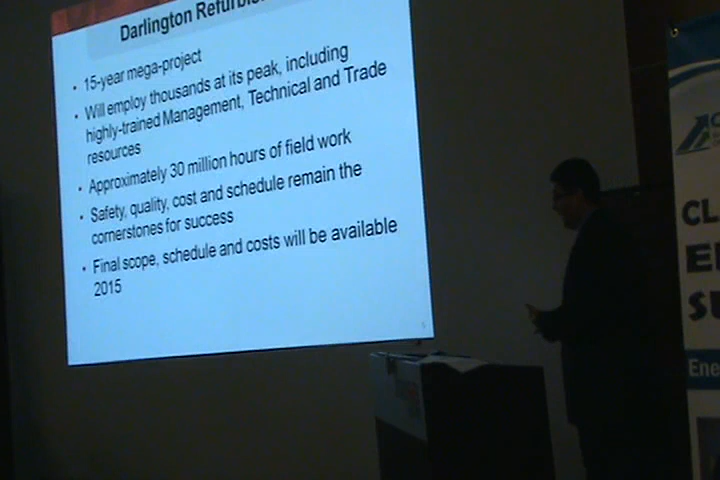 Darlington
• 15-year mega-project
• Will employ thousands at its peak, including
highly-trained Management, Technical and Trade
resources
• Approximately 30 million hours of field work
• Safety, quality, cost and schedule remain the
cornerstones for success
• Final scope, schedule and costs will be available
2015